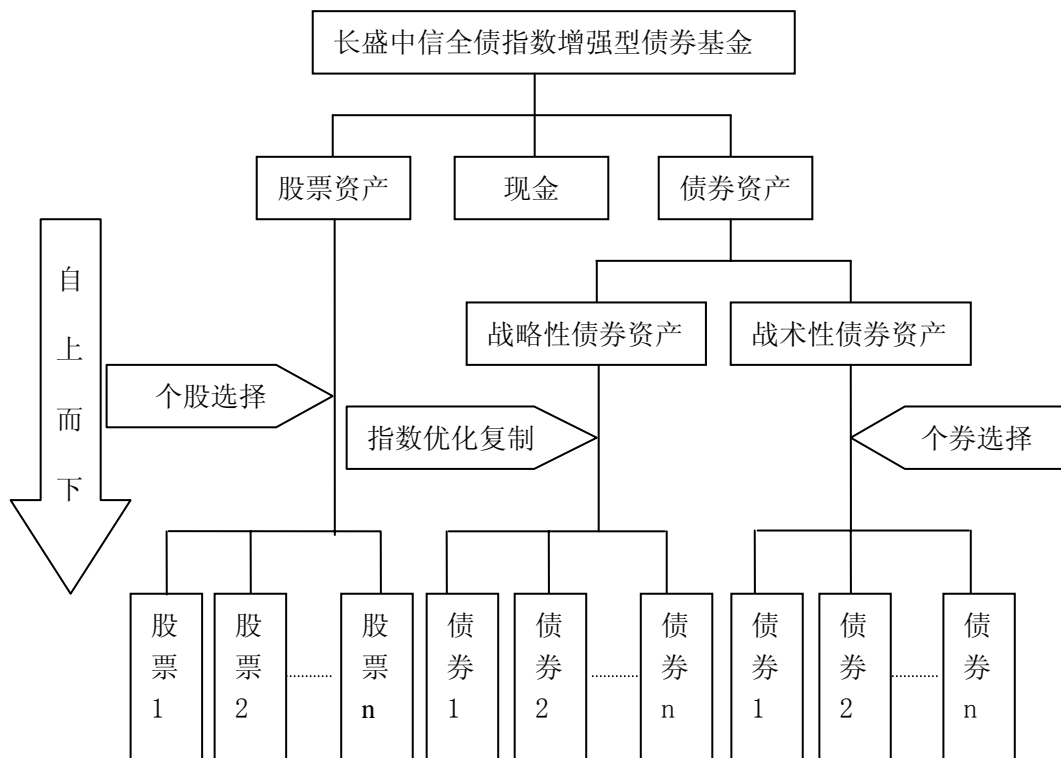 长盛中信全债指数增强型债券基金
股票资产
现金
债券资产
自上而下
战略性债券资产
战术性债券资产
个股选择
指数优化复制
个券选择
股票1
股票2
………
股票n
债券1
债券2
………
债券n
债券1
债券2
………
债券n